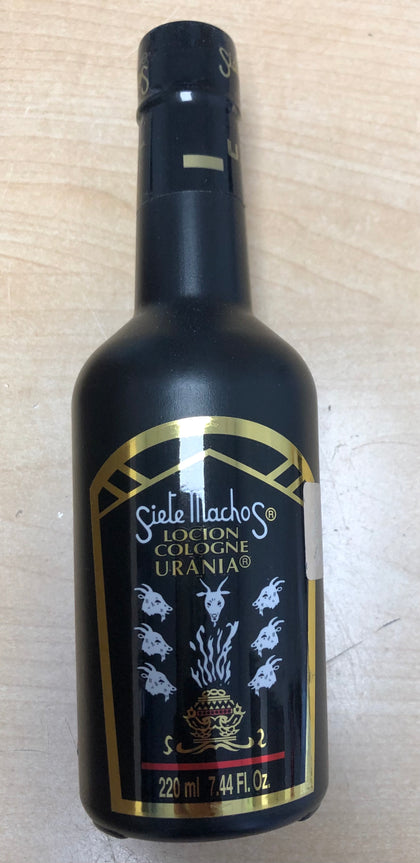 Siete Machos®
LOCION
COLOGNE
URANIA®
S S
220 ml 7.44 Fl. Oz.